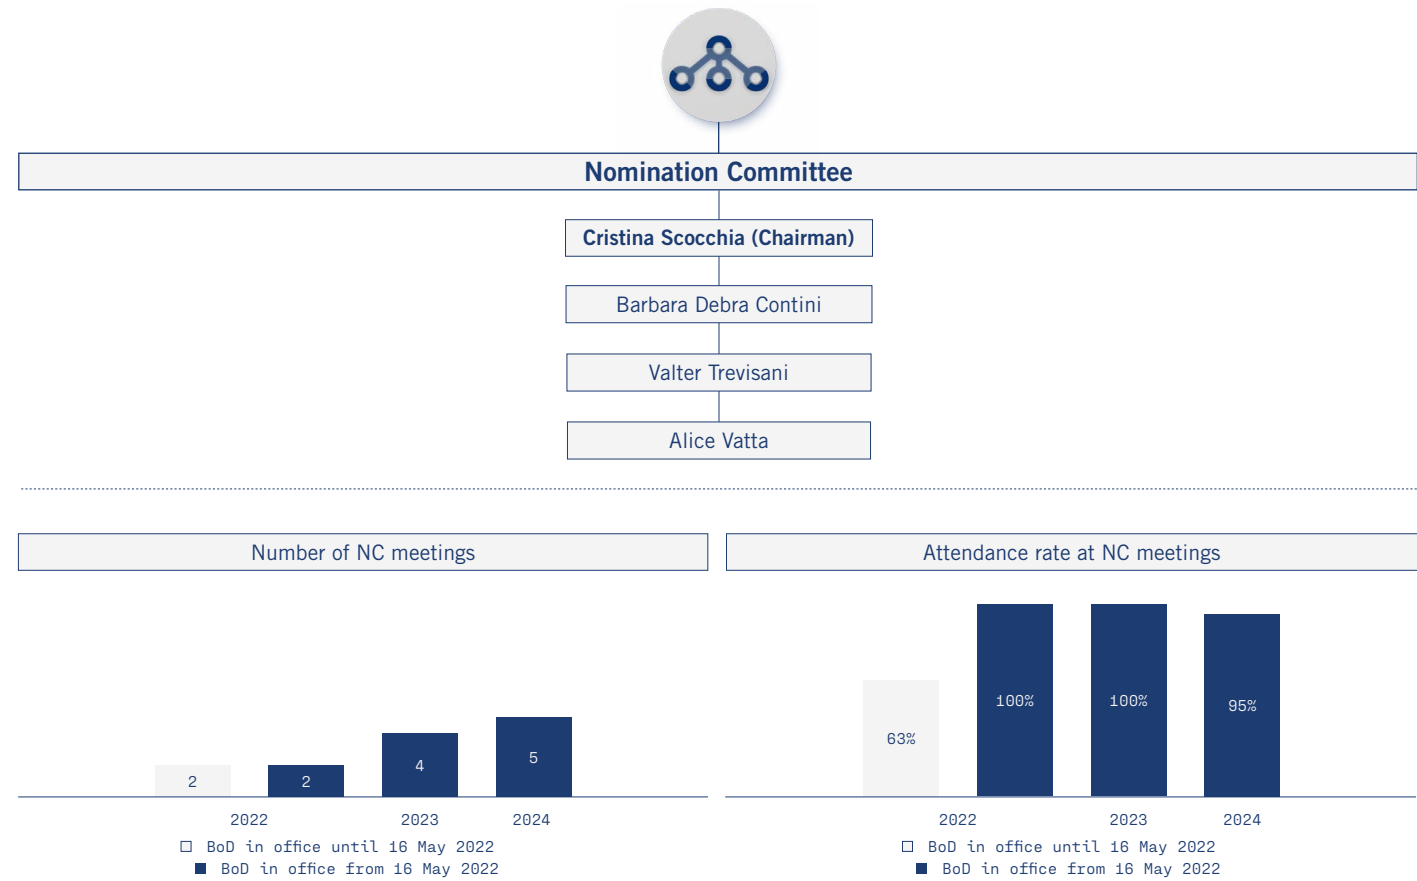 Nomination Committee
Cristina Scocchia (Chairman)
Barbara Debra Contini
Valter Trevisani
Alice Vatta
Number of NC meetings
2
2
4
5
2022
2023
2024
BoD in office until 16 May 2022
BoD in office from 16 May 2022
Attendance rate at NC meetings
63%
100%
100%
95%
2022
2023
2024
BoD in office until 16 May 2022
BoD in office from 16 May 2022